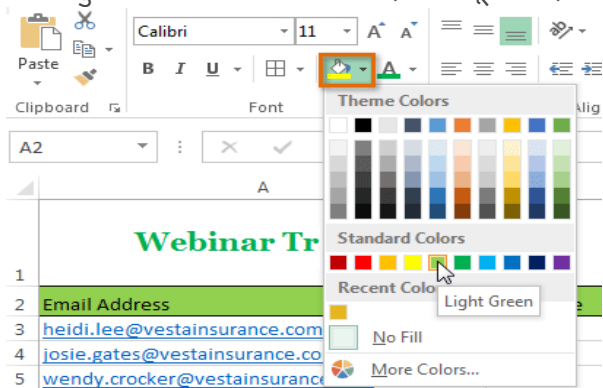 Calibri 11 A A
Paste
B I U A
Clipboard Font Alig
Theme Colors
A2
A
Webinar Tr
Standard Colors
1
Recent Colo
Light Green
2 Email Address
No Fill
3 heidi.lee@vestainsurance.com
4 josie.gates@vestainsurance.co
More Colors...
5 wendy.crocker@vestainsurance